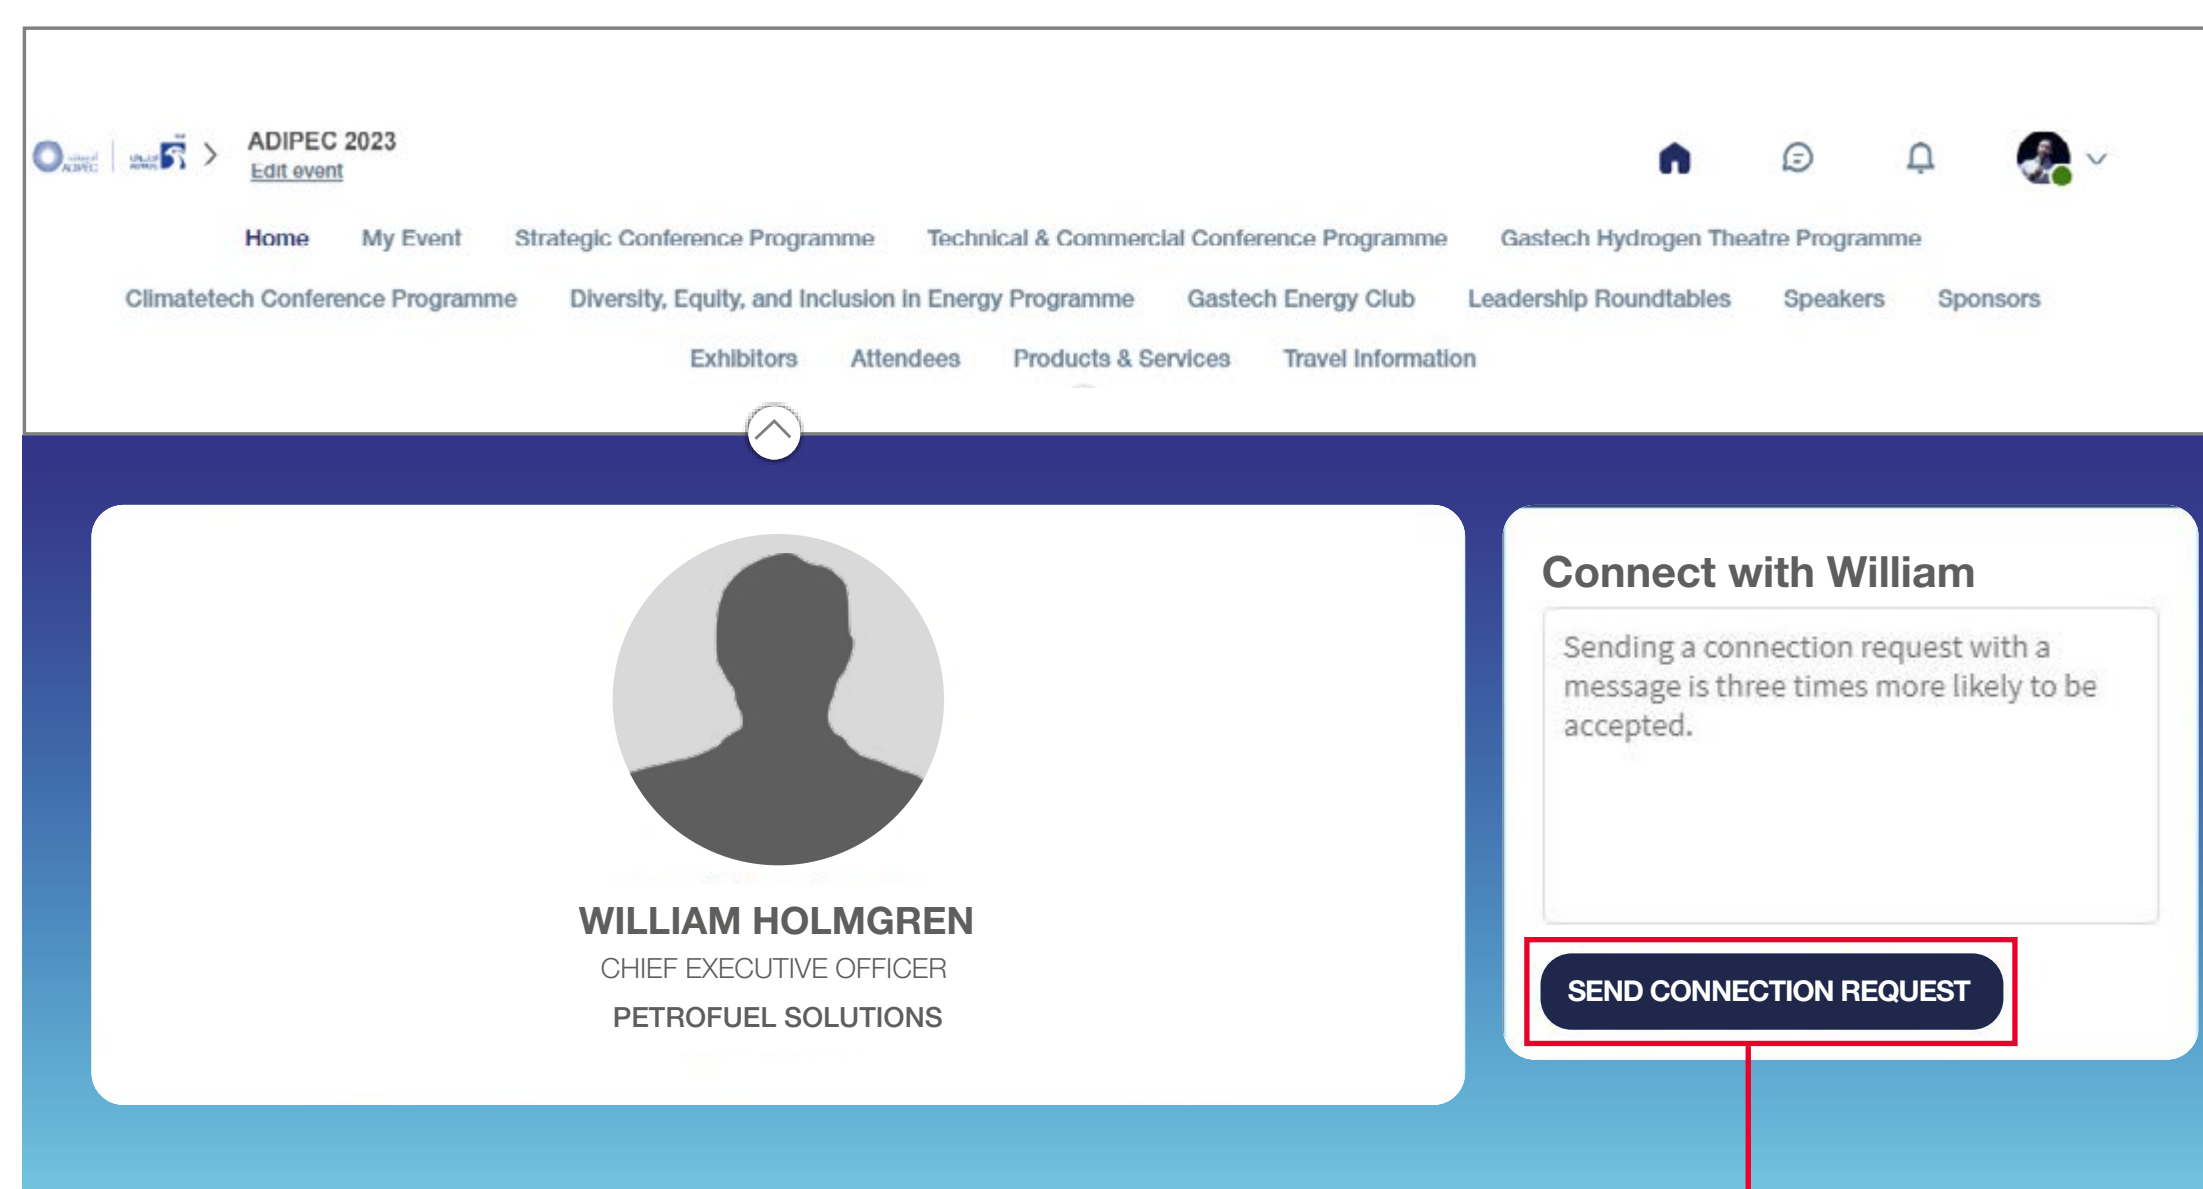 ADIPEC 2023
Edit event
Home My Event Strategic Conference Programme Technical & Commercial Conference Programme Gastech Hydrogen Theatre Programme
Climatetech Conference Programme Diversity, Equity, and Inclusion in Energy Programme Gastech Energy Club Leadership Roundtables Speakers Sponsors
Exhibitors Attendees Products & Services Travel Information
WILLIAM HOLMGREN
CHIEF EXECUTIVE OFFICER
PETROFUEL SOLUTIONS
Connect with William
Sending a connection request with a
message is three times more likely to be
accepted.
SEND CONNECTION REQUEST